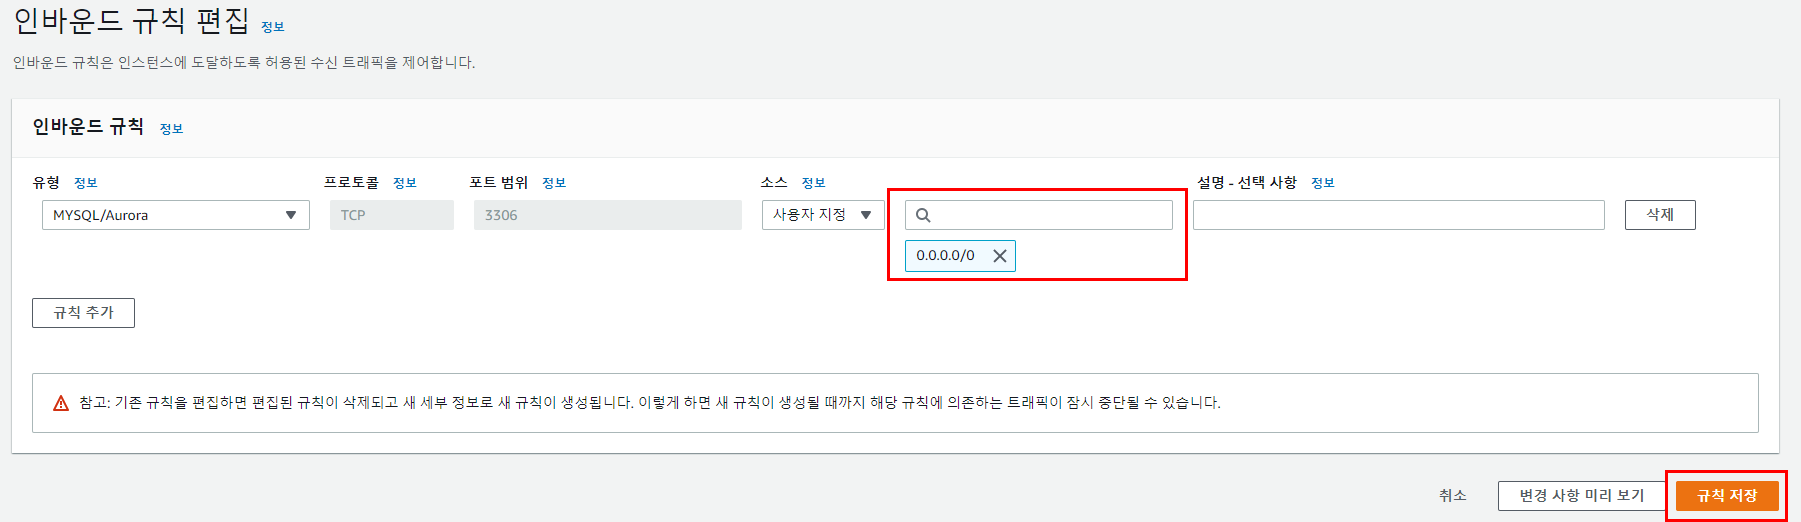 인바운드 규칙 편집 정보
인바운드 규칙은 인스턴스에 도달하도록 허용된 수신 트래픽을 제어합니다.
인바운드 규칙 정보
유형 정보 프로토콜 정보 포트 범위 정보 소스 정보 설명 - 선택 사항 정보
MYSQL/Aurora TCP 3306 사용자 지정 삭제
0.0.0.0/0
규칙 추가
참고: 기존 규칙을 편집하면 편집된 규칙이 삭제되고 새 세부 정보로 새 규칙이 생성됩니다. 이렇게 하면 새 규칙이 생성될 때까지 해당 규칙에 의존하는 트래픽이 잠시 중단될 수 있습니다.
취소 변경 사항 미리 보기 규칙 저장